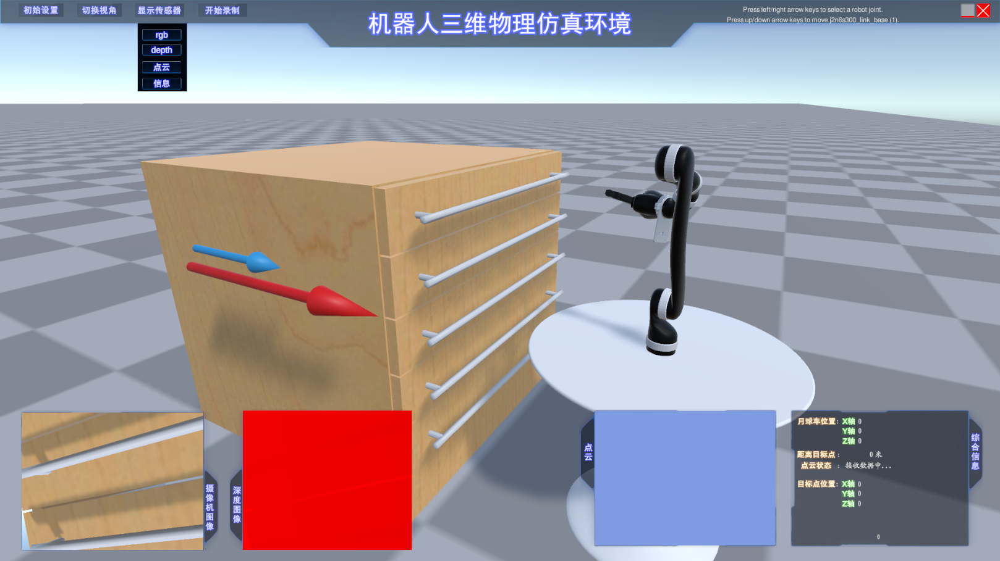 初始设置
切换视角
显示传感器
开始录制
机器人三维物理仿真环境
Press left/right arrow keys to select a robot joint.
Press up/down arrow keys to move j2n6s300_link_base (1).
rgb
depth
点云
信息
摄像机图像
深度图像
点云
月球车位置: X轴 0
Y轴 0
Z轴 0
距离目标点: 0 米
点云状态 : 接收数据中...
目标点位置: X轴 0
Y轴 0
Z轴 0
0
综合信息